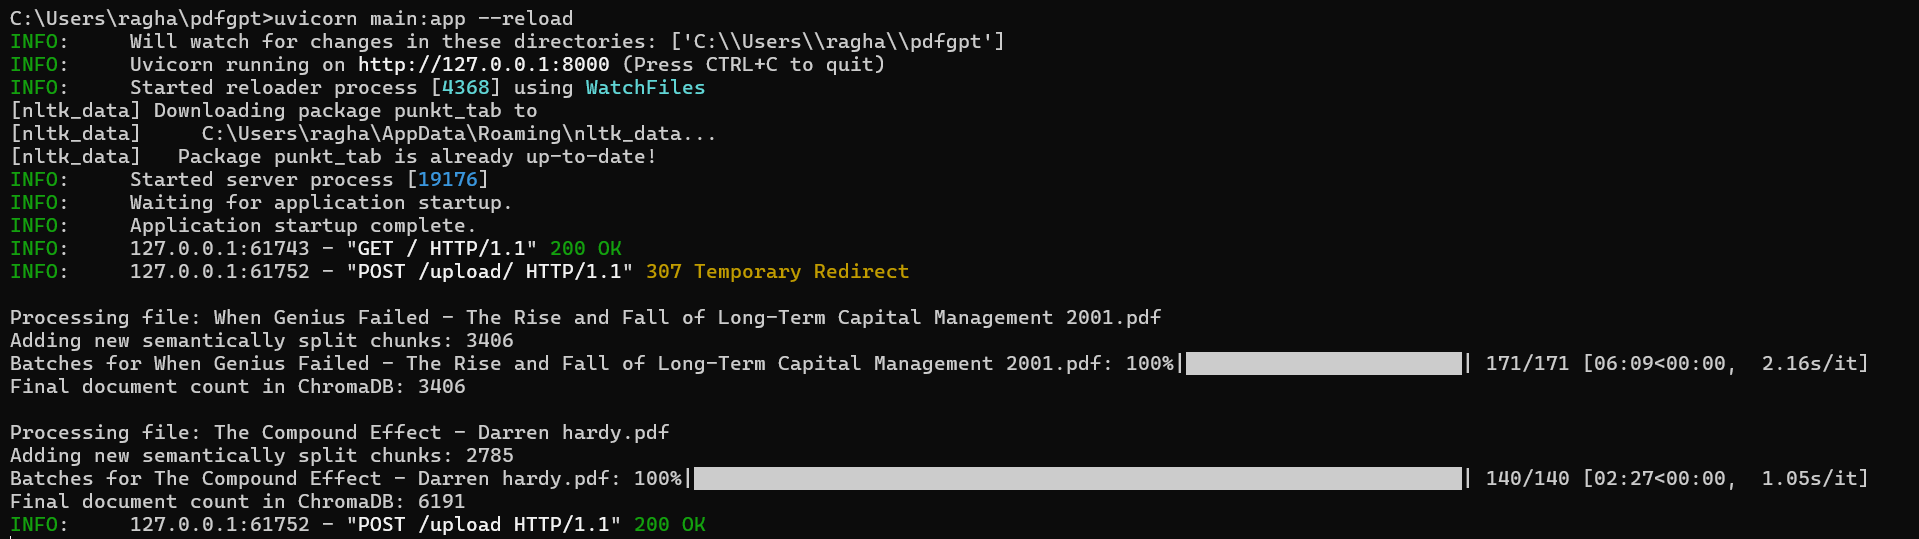 C:\Users\ragha\pdfgpt>uvicorn main:app --reload
INFO:     Will watch for changes in these directories: ['C:\\Users\\ragha\\pdfgpt']
INFO:     Uvicorn running on http://127.0.0.1:8000 (Press CTRL+C to quit)
INFO:     Started reloader process [4368] using WatchFiles
[nltk_data] Downloading package punkt_tab to
[nltk_data]     C:\Users\ragha\AppData\Roaming\nltk_data...
[nltk_data]   Package punkt_tab is already up-to-date!
INFO:     Started server process [19176]
INFO:     Waiting for application startup.
INFO:     Application startup complete.
INFO:     127.0.0.1:61743 - "GET / HTTP/1.1" 200 OK
INFO:     127.0.0.1:61752 - "POST /upload/ HTTP/1.1" 307 Temporary Redirect
Processing file: When Genius Failed - The Rise and Fall of Long-Term Capital Management 2001.pdf
Adding new semantically split chunks: 3406
Batches for When Genius Failed - The Rise and Fall of Long-Term Capital Management 2001.pdf: 100%|███████████████████████| 171/171 [06:09<00:00,  2.16s/it]
Final document count in ChromaDB: 3406
Processing file: The Compound Effect - Darren hardy.pdf
Adding new semantically split chunks: 2785
Batches for The Compound Effect - Darren hardy.pdf: 100%|████████████████████████████████████████████████████████████████| 140/140 [02:27<00:00,  1.05s/it]
Final document count in ChromaDB: 6191
INFO:     127.0.0.1:61752 - "POST /upload HTTP/1.1" 200 OK